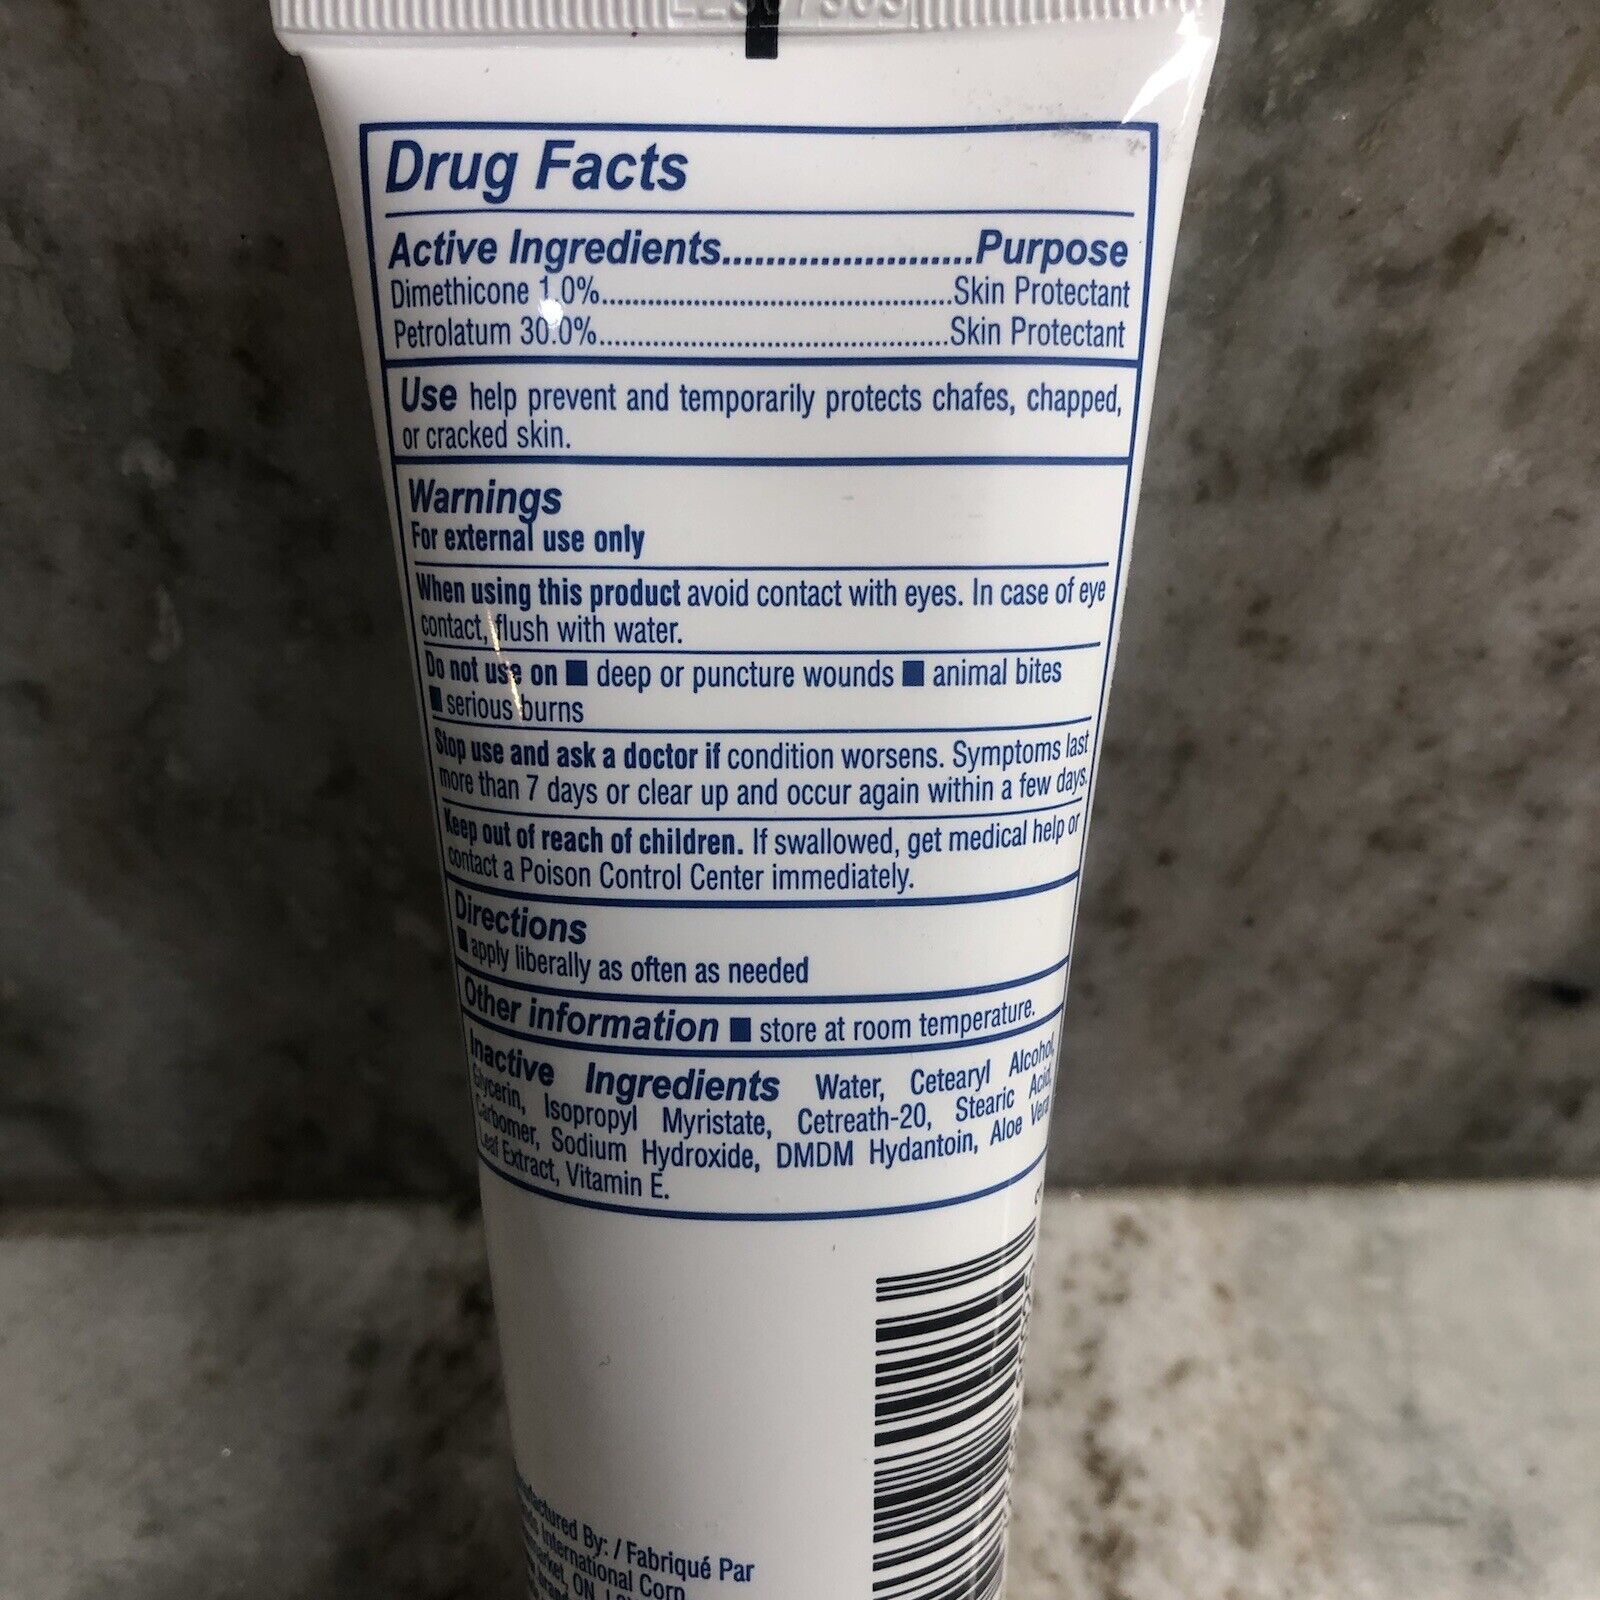 Drug Facts
Active Ingredients.......................Purpose
Dimethicone 1.0%..........................................Skin Protectant
Petrolatum 30.0%..........................................Skin Protectant
Use help prevent and temporarily protects chafes, chapped,
or cracked skin.
Warnings
For external use only
When using this product avoid contact with eyes. In case of eye
contact, flush with water.
Do not use on ■ deep or puncture wounds ■ animal bites
■ serious burns
Stop use and ask a doctor if condition worsens. Symptoms last
more than 7 days or clear up and occur again within a few days.
Keep out of reach of children. If swallowed, get medical help or
contact a Poison Control Center immediately.
Directions
■ apply liberally as often as needed
Other information ■ store at room temperature.
Inactive Ingredients Water, Cetearyl Alcohol,
Glycerin, Isopropyl Myristate, Cetreath-20, Stearic Acid,
Carbomer, Sodium Hydroxide, DMDM Hydantoin, Aloe Vera
Leaf Extract, Vitamin E.
By: / Fabriqué Par
International Corp
ON